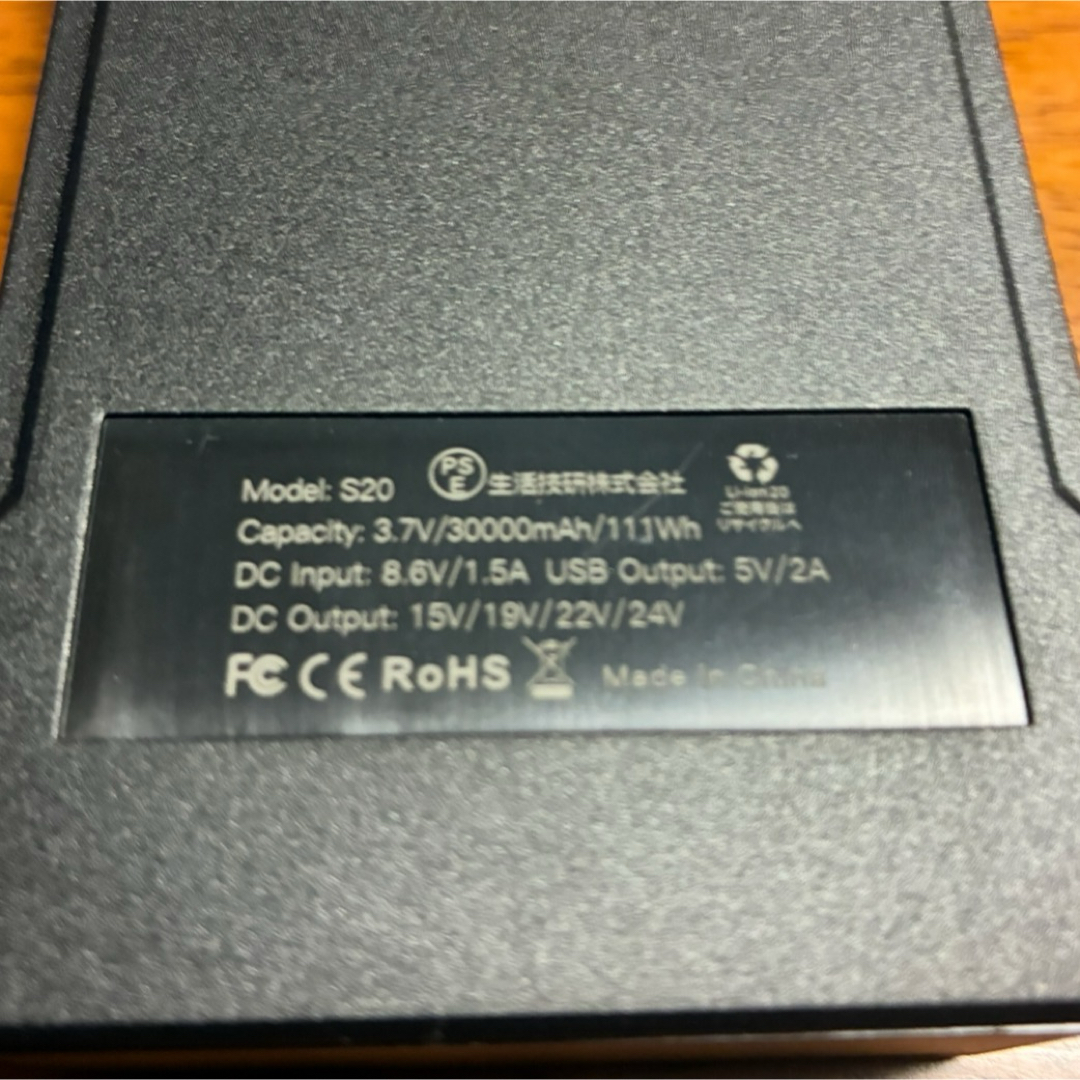 Model: S20
PSE 生活技研株式会社
Li-ion20
ご使用後は
リサイクルへ
Capacity: 3.7V/30000mAh/111Wh
DC Input: 8.6V/1.5A USB Output: 5V/2A
DC Output: 15V/19V/22V/24V
FC CE RoHS Made in China